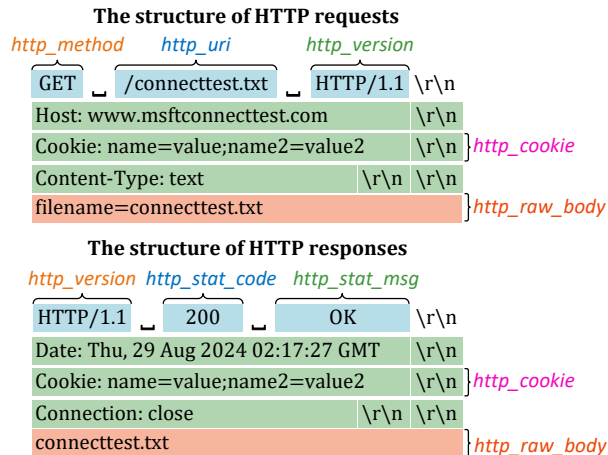 The structure of HTTP requests
http_method http_uri http_version
GET ␣ /connecttest.txt ␣ HTTP/1.1 \r\n
Host: www.msftconnecttest.com \r\n
Cookie: name=value;name2=value2 \r\n http_cookie
Content-Type: text \r\n \r\n
filename=connecttest.txt http_raw_body
The structure of HTTP responses
http_version http_stat_code http_stat_msg
HTTP/1.1 ␣ 200 ␣ OK \r\n
Date: Thu, 29 Aug 2024 02:17:27 GMT \r\n
Cookie: name=value;name2=value2 \r\n http_cookie
Connection: close \r\n \r\n
connecttest.txt http_raw_body